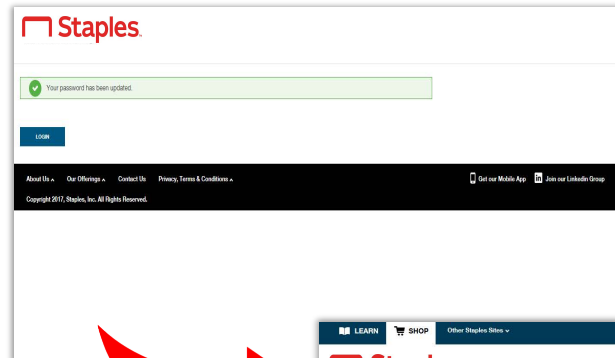 Staples.
Your password has been updated.
LOGIN
About Us Our Offerings Contact Us Privacy, Terms & Conditions Get our Mobile App in Join our Linkedin Group
Copyright 2017, Staples, Inc. All Rights Reserved.
LEARN SHOP Other Staples Sites